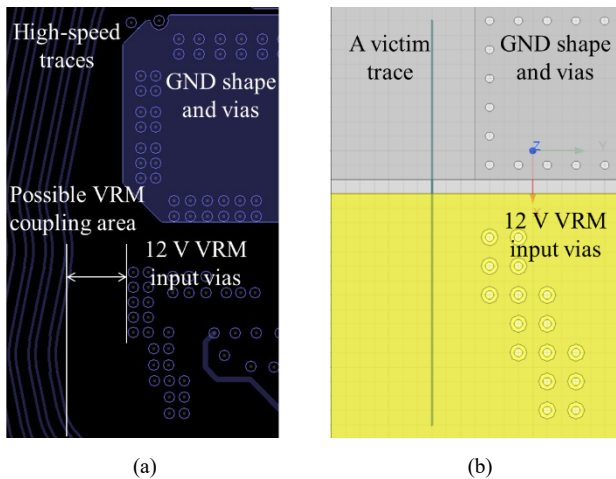 High-speed
traces
GND shape
and vias
Possible VRM
coupling area
12 V VRM
input vias
(a)
A victim
trace
GND shape
and vias
Z
Y
12 V VRM
input vias
(b)